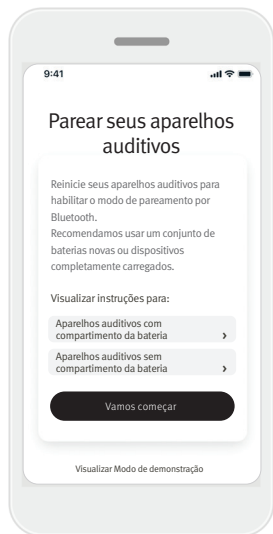 9:41
Parear seus aparelhos
auditivos
Reinicie seus aparelhos auditivos para
habilitar o modo de pareamento por
Bluetooth.
Recomendamos usar um conjunto de
baterias novas ou dispositivos
completamente carregados.
Visualizar instruções para:
Aparelhos auditivos com
compartimento da bateria
Aparelhos auditivos sem
compartimento da bateria
Vamos começar
Visualizar Modo de demonstração